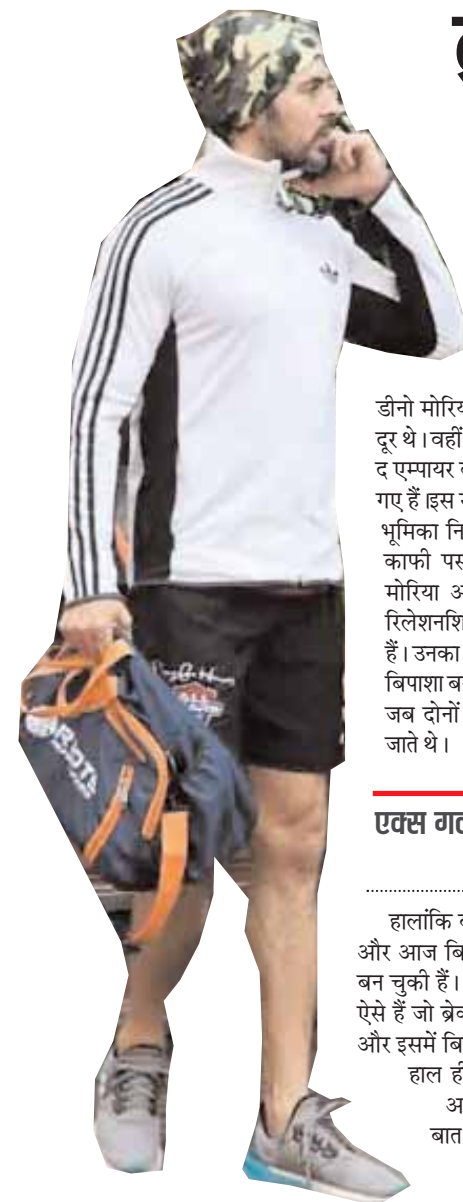 डीनो मोरिय
दूर थे। वहीं
द एम्पायर व
गए हैं।इस
भूमिका नि
काफी पस
मोरिया अ
रिलेशनशि
हैं। उनका
बिपाशा ब
जब दोनों
जाते थे।
एक्स गर्ल
हालांकि
और आज बि
बन चुकी हैं।
ऐसे हैं जो ब्रेक
और इसमें बि
हाल ही
अ
बात